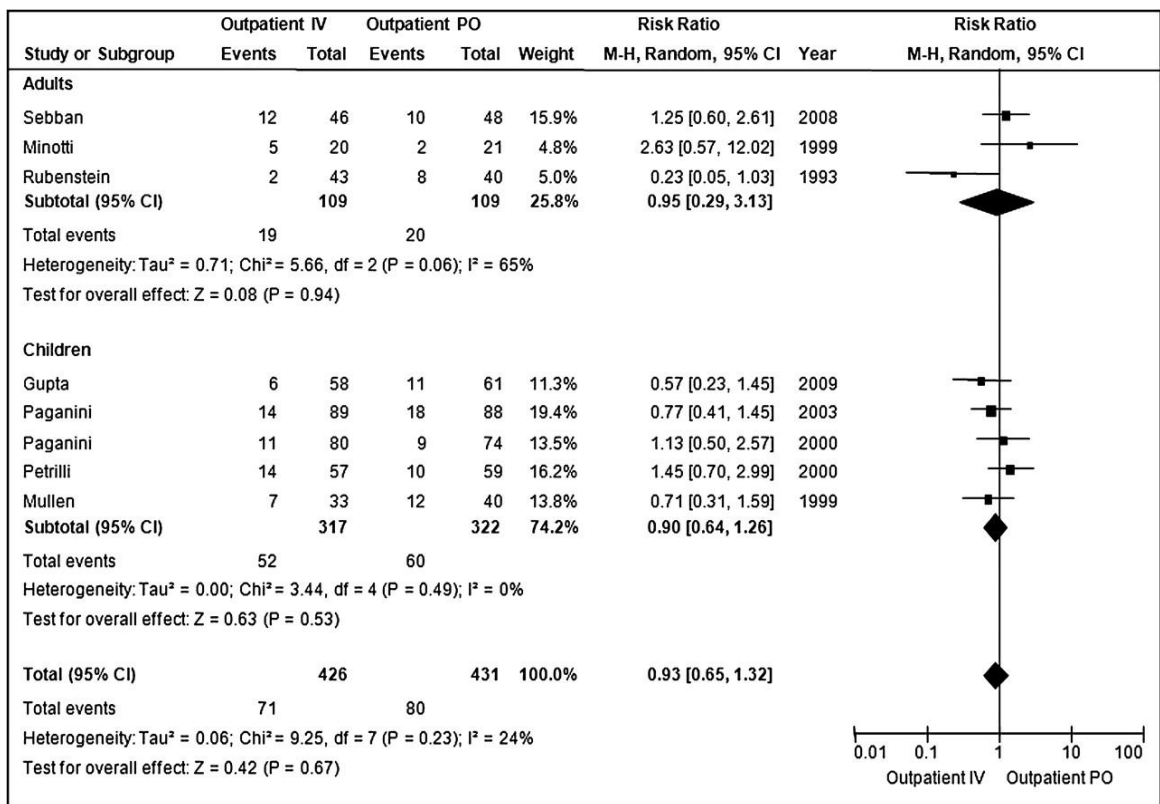 Outpatient IV Outpatient PO Risk Ratio Risk Ratio
Study or Subgroup Events Total Events Total Weight M-H, Random, 95% CI Year M-H, Random, 95% CI
Adults
Sebban 12 46 10 48 15.9% 1.25 [0.60, 2.61] 2008
Minotti 5 20 2 21 4.8% 2.63 [0.57, 12.02] 1999
Rubenstein 2 43 8 40 5.0% 0.23 [0.05, 1.03] 1993
Subtotal (95% CI) 109 109 25.8% 0.95 [0.29, 3.13]
Total events 19 20
Heterogeneity: Tau² = 0.71; Chi² = 5.66, df = 2 (P = 0.06); I² = 65%
Test for overall effect: Z = 0.08 (P = 0.94)
Children
Gupta 6 58 11 61 11.3% 0.57 [0.23, 1.45] 2009
Paganini 14 89 18 88 19.4% 0.77 [0.41, 1.45] 2003
Paganini 11 80 9 74 13.5% 1.13 [0.50, 2.57] 2000
Petrilli 14 57 10 59 16.2% 1.45 [0.70, 2.99] 2000
Mullen 7 33 12 40 13.8% 0.71 [0.31, 1.59] 1999
Subtotal (95% CI) 317 322 74.2% 0.90 [0.64, 1.26]
Total events 52 60
Heterogeneity: Tau² = 0.00; Chi² = 3.44, df = 4 (P = 0.49); I² = 0%
Test for overall effect: Z = 0.63 (P = 0.53)
Total (95% CI) 426 431 100.0% 0.93 [0.65, 1.32]
Total events 71 80
Heterogeneity: Tau² = 0.06; Chi² = 9.25, df = 7 (P = 0.23); I² = 24%
Test for overall effect: Z = 0.42 (P = 0.67)
0.01 0.1 1 10 100
Outpatient IV Outpatient PO